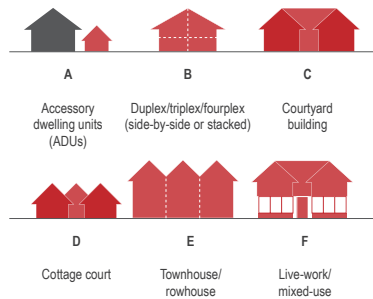 A
B
C
Accessory
dwelling units
(ADUs)
Duplex/triplex/fourplex
(side-by-side or stacked)
Courtyard
building
D
E
F
Cottage court
Townhouse/
rowhouse
Live-work/
mixed-use